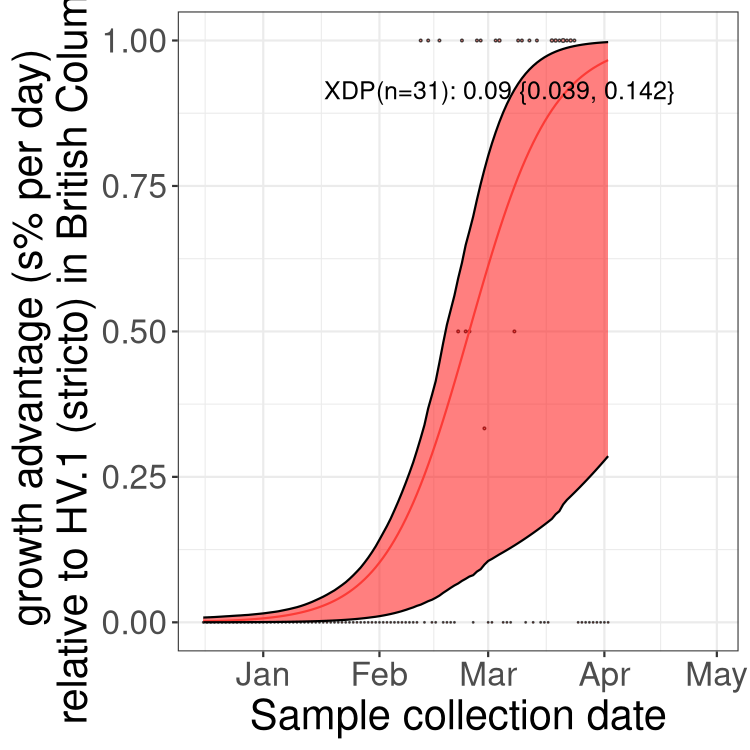 growth advantage (s% per day)
relative to HV.1 (stricto) in British Colum
1.00
0.75
0.50
0.25
0.00
XDP(n=31): 0.09 {0.039, 0.142}
Jan Feb Mar Apr May
Sample collection date